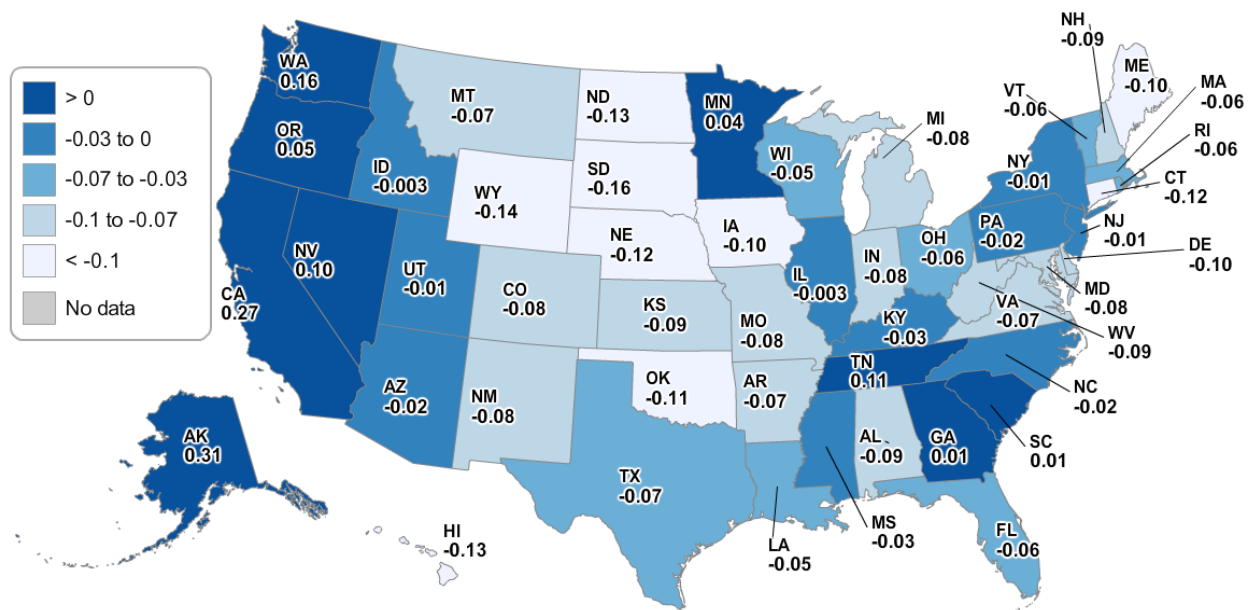 > 0
-0.03 to 0
-0.07 to -0.03
-0.1 to -0.07
< -0.1
No data
WA
0.16
OR
0.05
CA
0.27
NV
0.10
ID
-0.003
MT
-0.07
WY
-0.14
UT
-0.01
CO
-0.08
AZ
-0.02
NM
-0.08
ND
-0.13
SD
-0.16
NE
-0.12
KS
-0.09
OK
-0.11
TX
-0.07
MN
0.04
IA
-0.10
MO
-0.08
AR
-0.07
LA
-0.05
WI
-0.05
IL
-0.003
MI
-0.08
IN
-0.08
OH
-0.06
KY
-0.03
TN
0.11
MS
-0.03
AL
-0.09
GA
0.01
FL
-0.06
SC
0.01
NC
-0.02
VA
-0.07
WV
-0.09
MD
-0.08
DE
-0.10
PA
-0.02
NJ
-0.01
NY
-0.01
CT
-0.12
RI
-0.06
MA
-0.06
VT
-0.06
NH
-0.09
ME
-0.10
AK
0.31
HI
-0.13